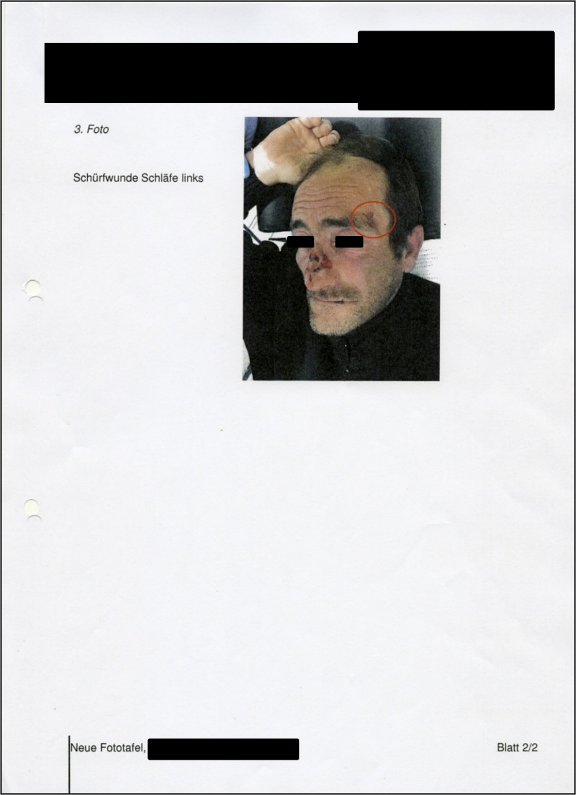 3. Foto
Schürfwunde Schläfe links
Neue Fototafel,
Blatt 2/2